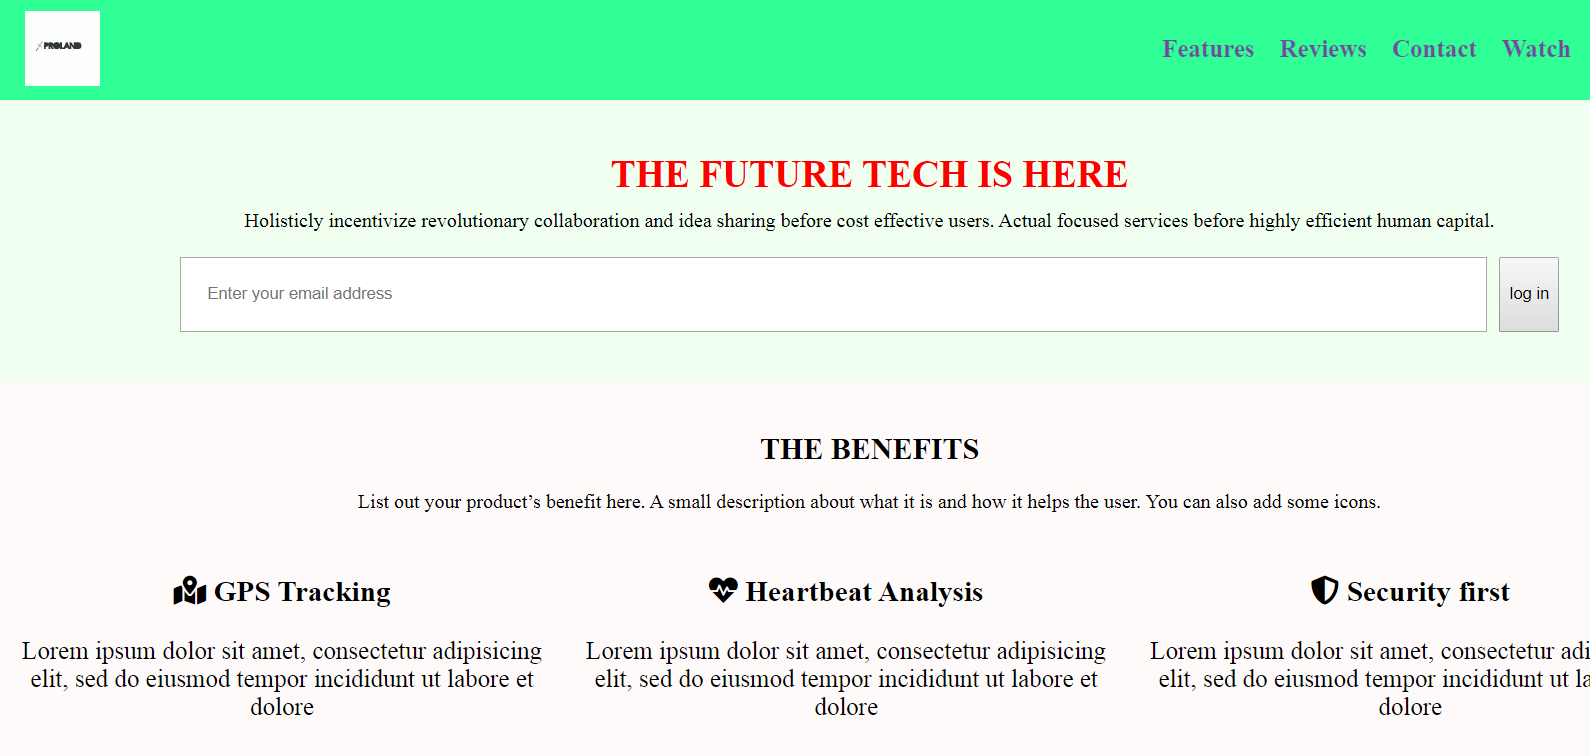 PROLAND
Features Reviews Contact Watch
THE FUTURE TECH IS HERE
Holisticly incentivize revolutionary collaboration and idea sharing before cost effective users. Actual focused services before highly efficient human capital.
Enter your email address
log in
THE BENEFITS
List out your product’s benefit here. A small description about what it is and how it helps the user. You can also add some icons.
GPS Tracking
Lorem ipsum dolor sit amet, consectetur adipisicing
elit, sed do eiusmod tempor incididunt ut labore et
dolore
Heartbeat Analysis
Lorem ipsum dolor sit amet, consectetur adipisicing
elit, sed do eiusmod tempor incididunt ut labore et
dolore
Security first
Lorem ipsum dolor sit amet, consectetur adi
elit, sed do eiusmod tempor incididunt ut la
dolore